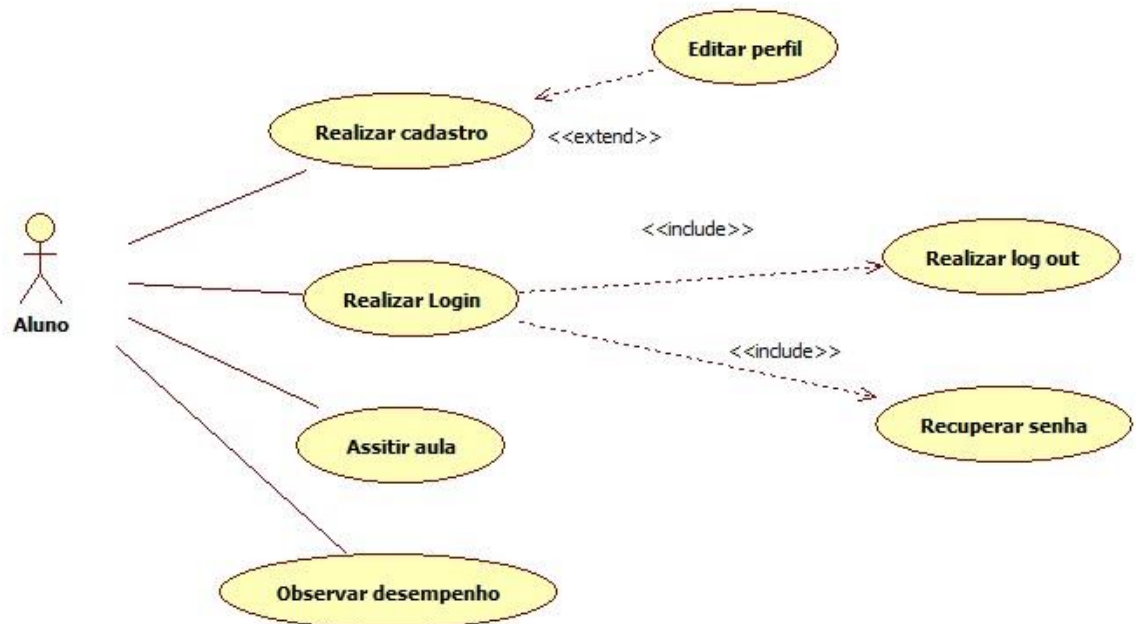 Editar perfil
Realizar cadastro
<<extend>>
<<include>>
Realizar log out
Realizar Login
Aluno
<<include>>
Recuperar senha
Assitir aula
Observar desempenho